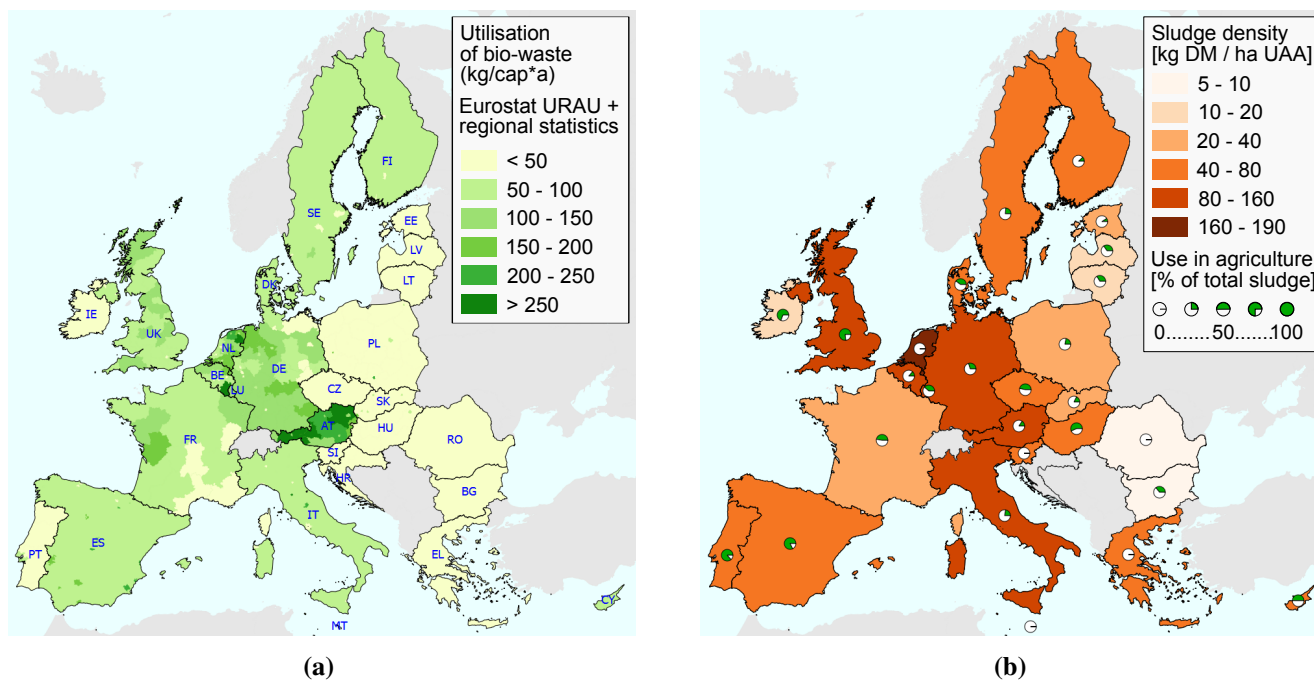 Utilisation
of bio-waste
(kg/cap*a)
Eurostat URAU +
regional statistics
< 50
50 - 100
100 - 150
150 - 200
200 - 250
> 250
FI
SE
EE
LV
LT
DK
IE
UK
NL
PL
BE
DE
LU
CZ
SK
FR
AT
HU
RO
SI
HR
BG
IT
PT
ES
EL
CY
MT
(a)
Sludge density
[kg DM / ha UAA]
5 - 10
10 - 20
20 - 40
40 - 80
80 - 160
160 - 190
Use in agriculture
[% of total sludge]
0.........50.......100
(b)